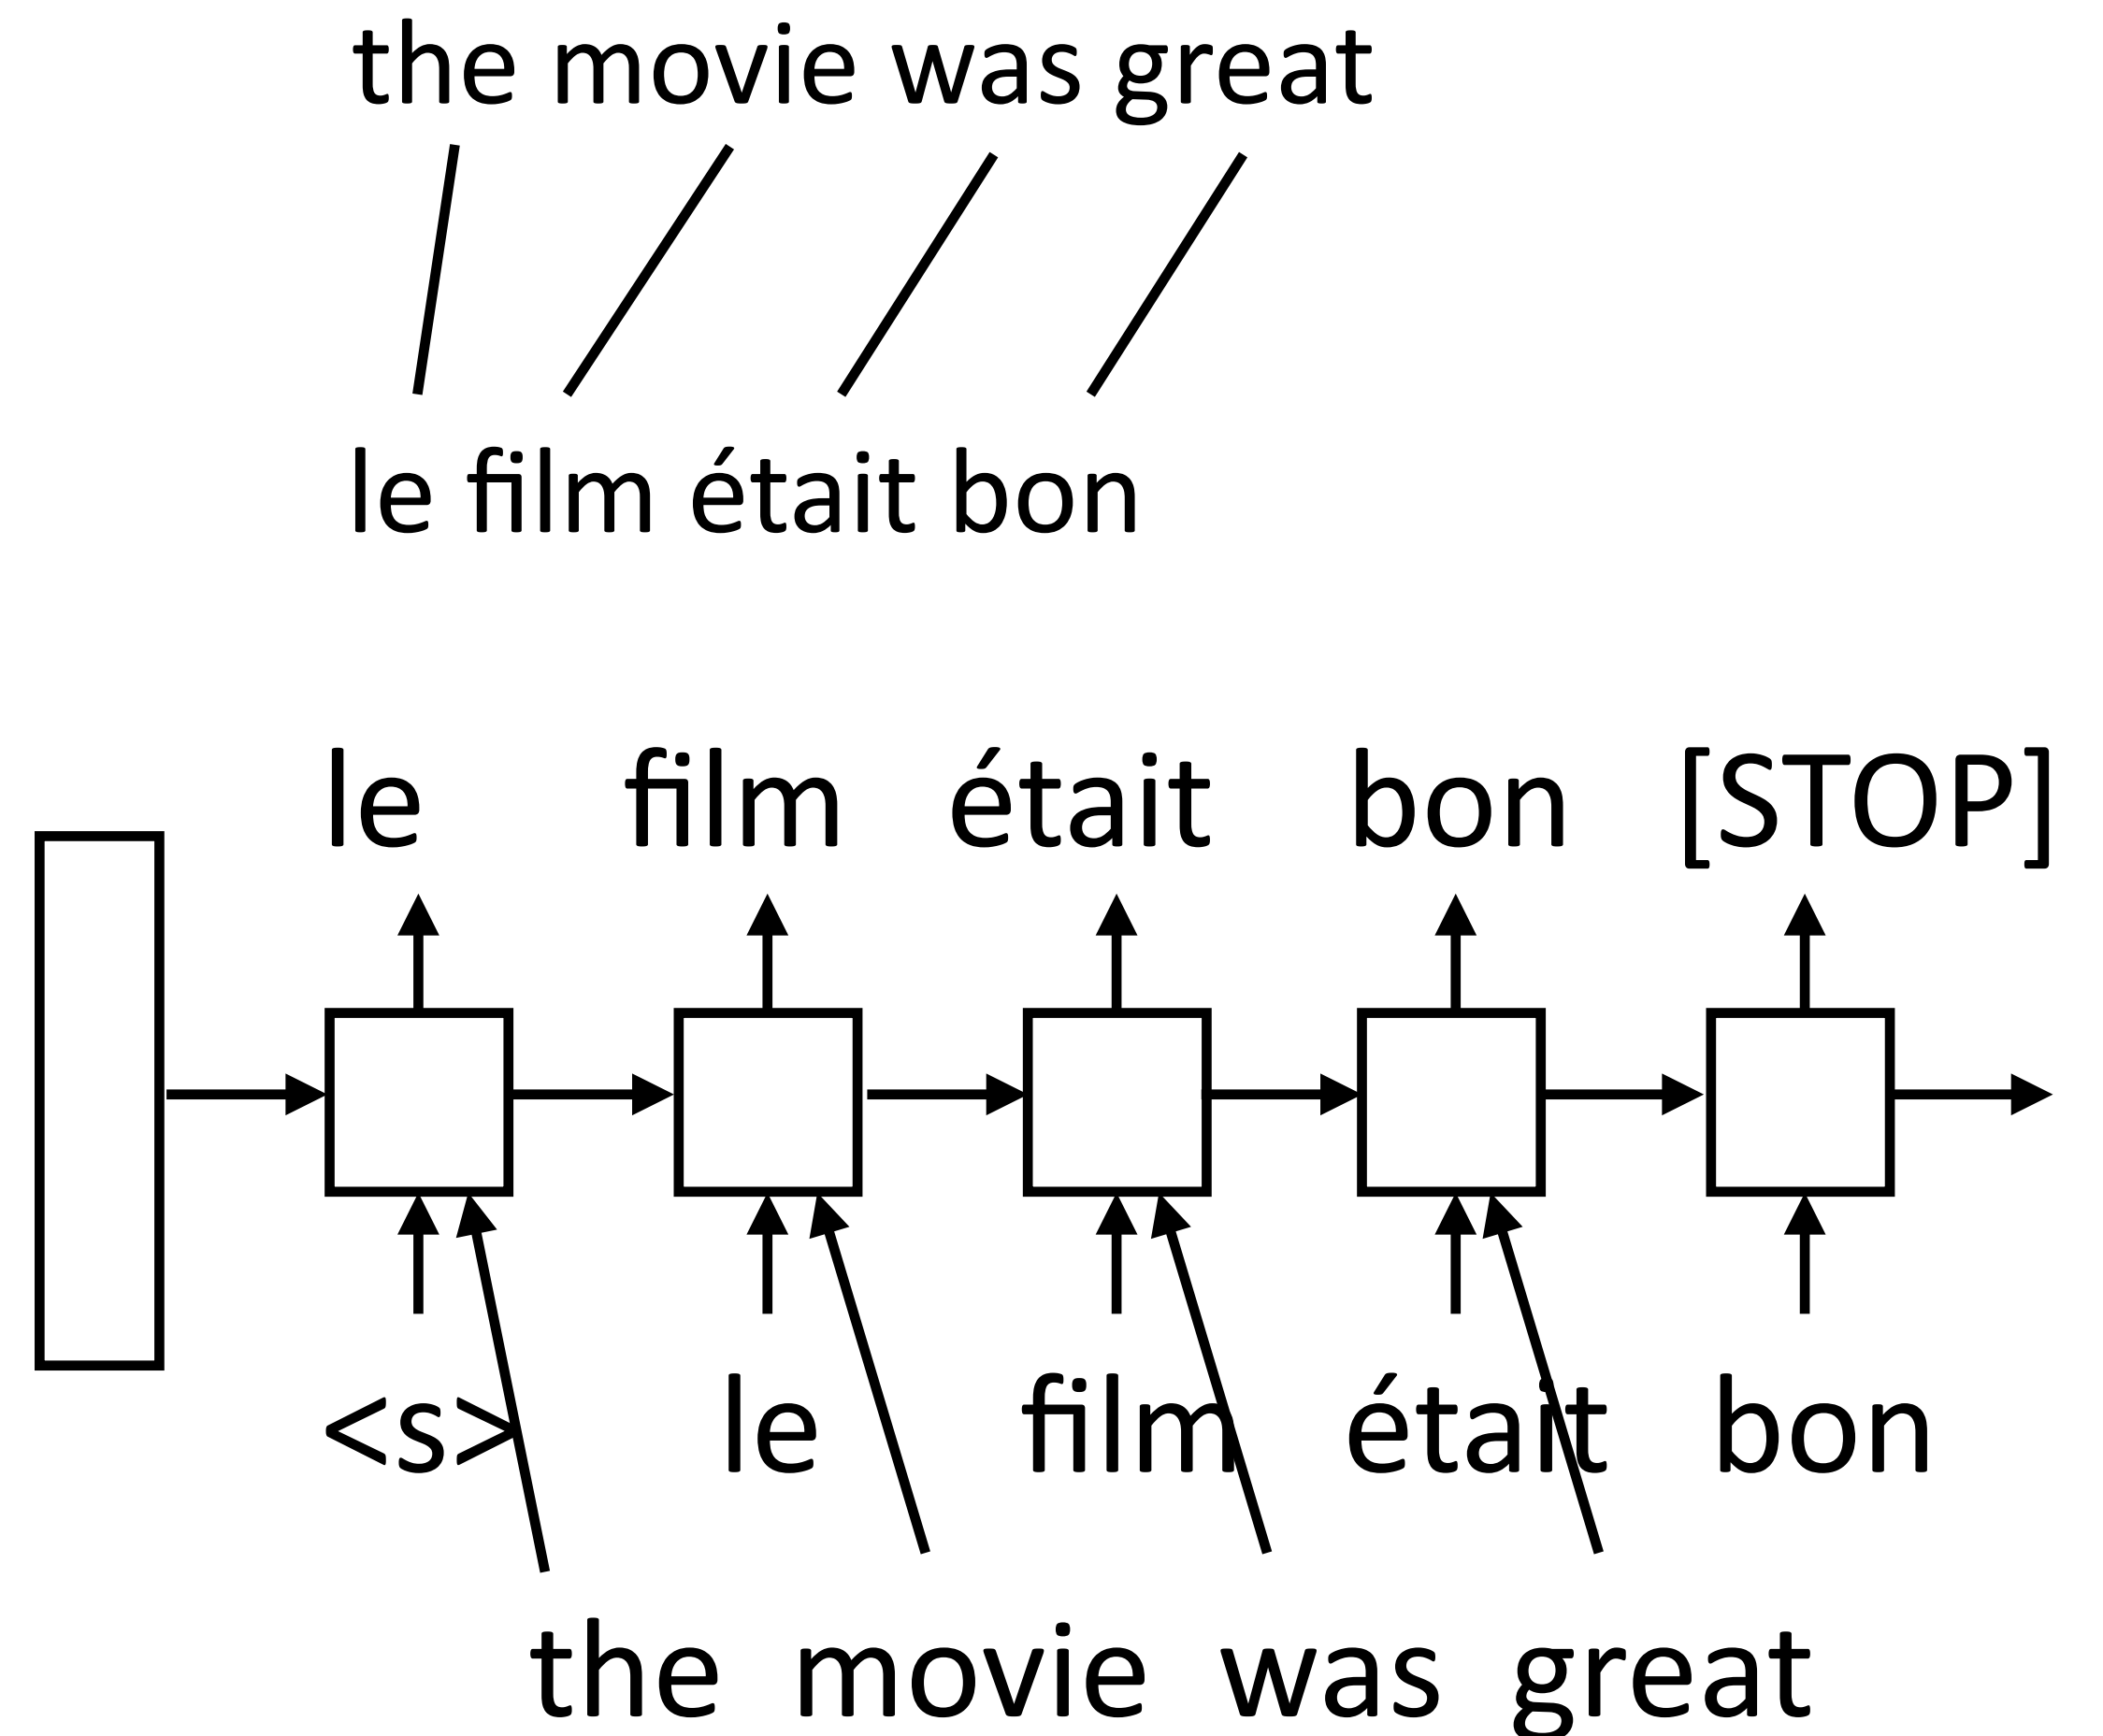 the movie was great
le film était bon
le film était bon [STOP]
<s> le film était bon
the movie was great